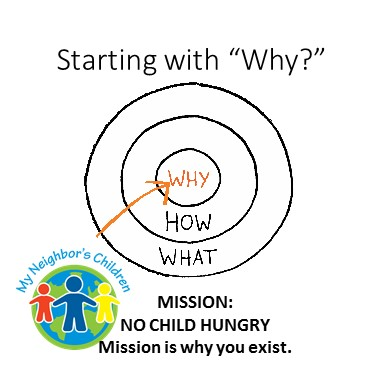 Starting with “Why?”
WHY
HOW
WHAT
My Neighbor's Children
MISSION:
NO CHILD HUNGRY
Mission is why you exist.